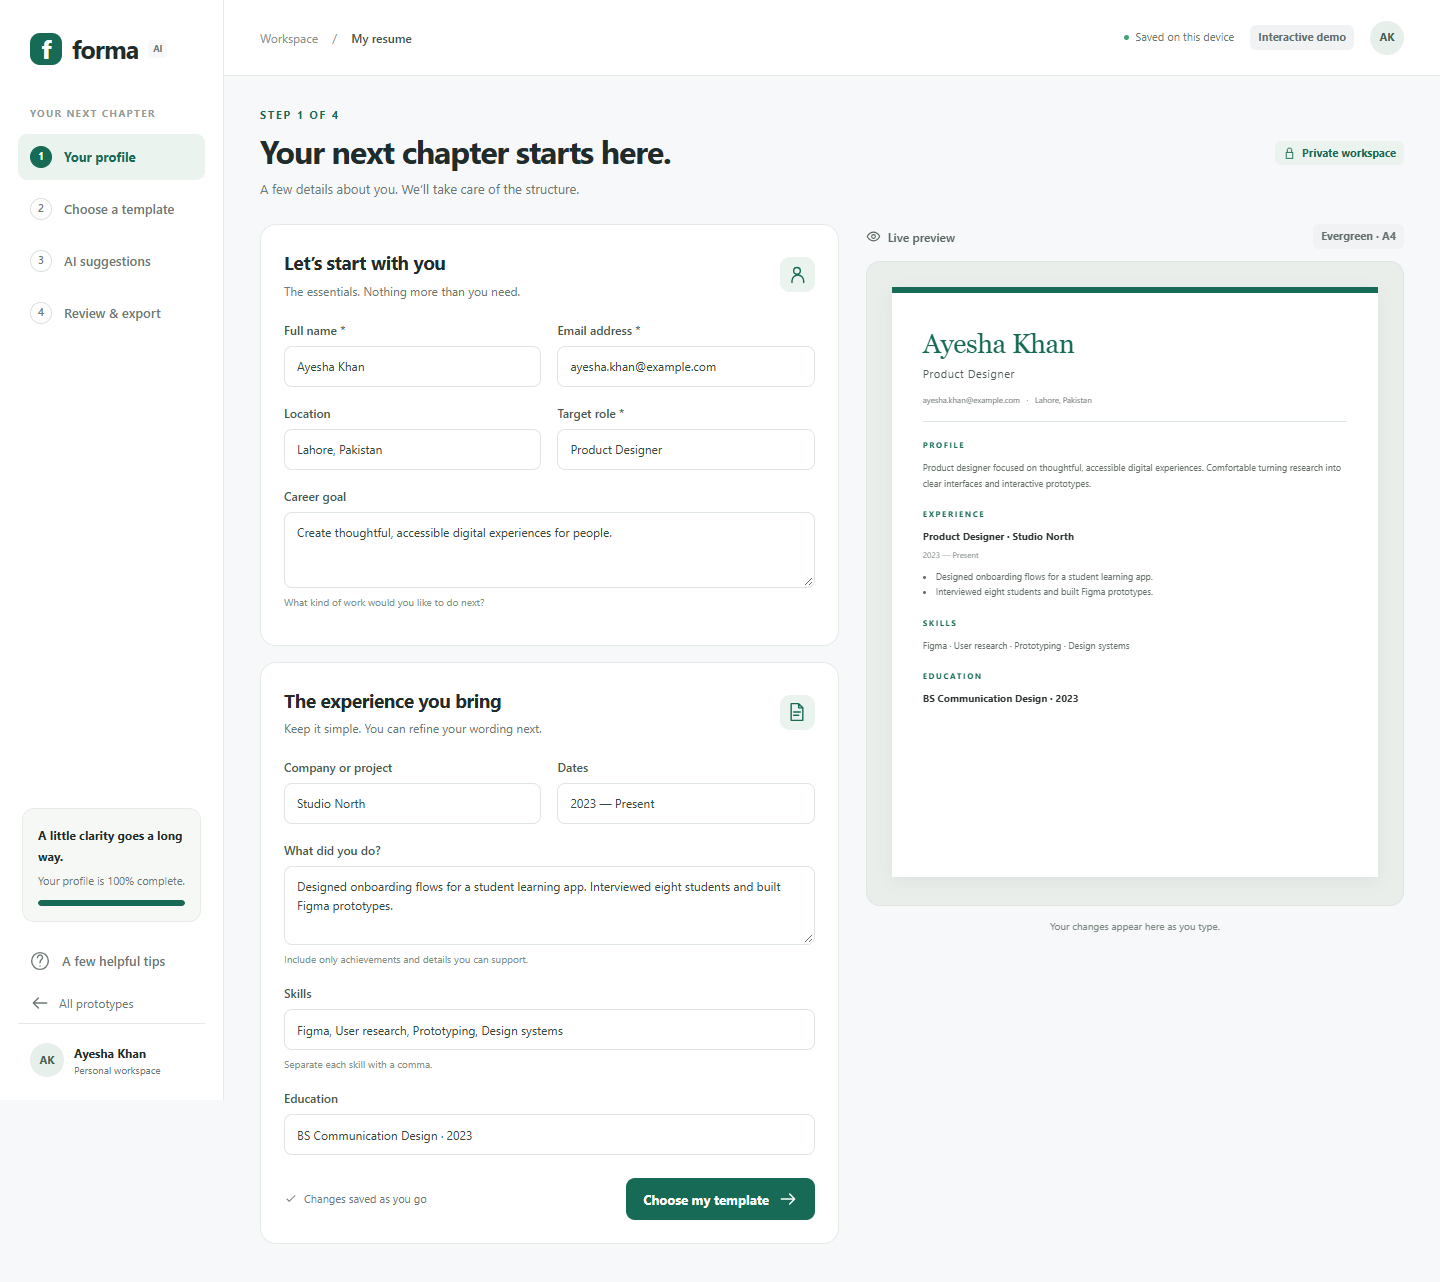 f forma AI
YOUR NEXT CHAPTER
1 Your profile
2 Choose a template
3 AI suggestions
4 Review & export
A little clarity goes a long
way.
Your profile is 100% complete.
A few helpful tips
All prototypes
AK Ayesha Khan
Personal workspace
Workspace / My resume
Saved on this device
Interactive demo
AK
STEP 1 OF 4
Your next chapter starts here.
A few details about you. We'll take care of the structure.
Private workspace
Let's start with you
The essentials. Nothing more than you need.
Full name *
Ayesha Khan
Email address *
ayesha.khan@example.com
Location
Lahore, Pakistan
Target role *
Product Designer
Career goal
Create thoughtful, accessible digital experiences for people.
What kind of work would you like to do next?
The experience you bring
Keep it simple. You can refine your wording next.
Company or project
Studio North
Dates
2023 — Present
What did you do?
Designed onboarding flows for a student learning app. Interviewed eight students and built
Figma prototypes.
Include only achievements and details you can support.
Skills
Figma, User research, Prototyping, Design systems
Separate each skill with a comma.
Education
BS Communication Design · 2023
Changes saved as you go
Choose my template
Live preview
Evergreen · A4
Ayesha Khan
Product Designer
ayesha.khan@example.com · Lahore, Pakistan
PROFILE
Product designer focused on thoughtful, accessible digital experiences. Comfortable turning research into
clear interfaces and interactive prototypes.
EXPERIENCE
Product Designer · Studio North
2023 — Present
• Designed onboarding flows for a student learning app.
• Interviewed eight students and built Figma prototypes.
SKILLS
Figma · User research · Prototyping · Design systems
EDUCATION
BS Communication Design · 2023
Your changes appear here as you type.